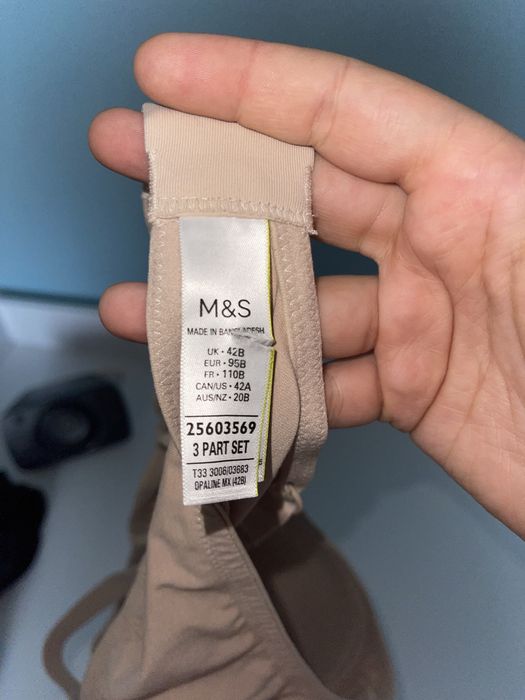 M&S
MADE IN BANGLADESH
UK • 42B
EUR • 95B
FR • 110B
CAN/US • 42A
AUS/NZ • 20B
25603569
3 PART SET
T33 3008/03683
OPALINE MX (42B)